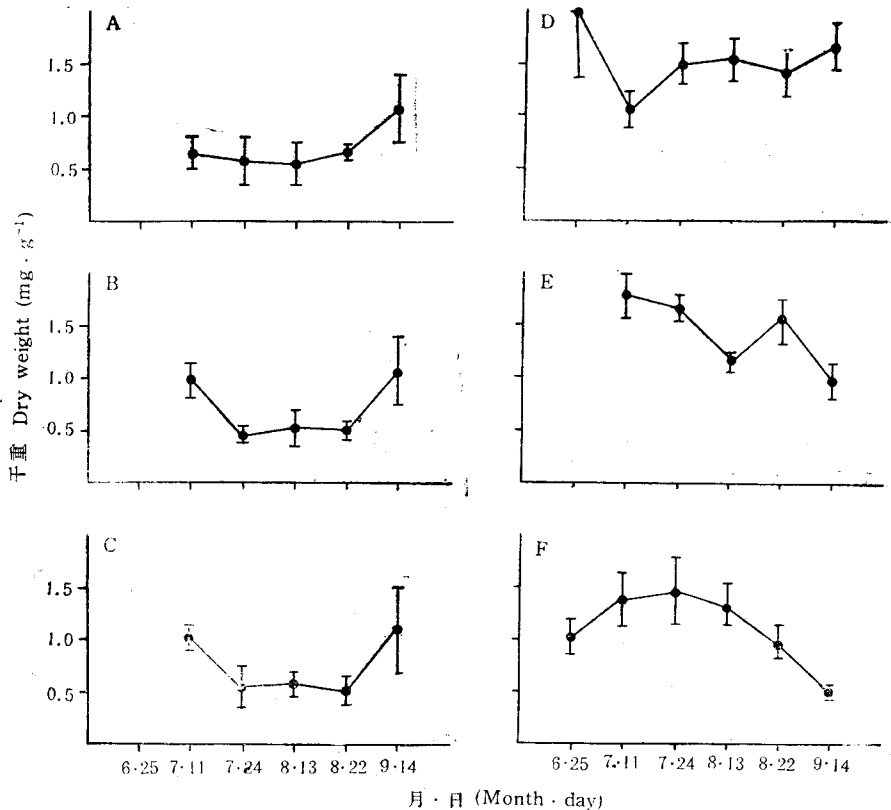 A
D
1.5
1.0
0.5
B
E
1.5
1.0
0.5
C
F
1.5
1.0
0.5
干重 Dry weight (mg · g⁻¹)
6·25 7·11 7·24 8·13 8·22 9·14
6·25 7·11 7·24 8·13 8·22 9·14
月 · 日 (Month · day)